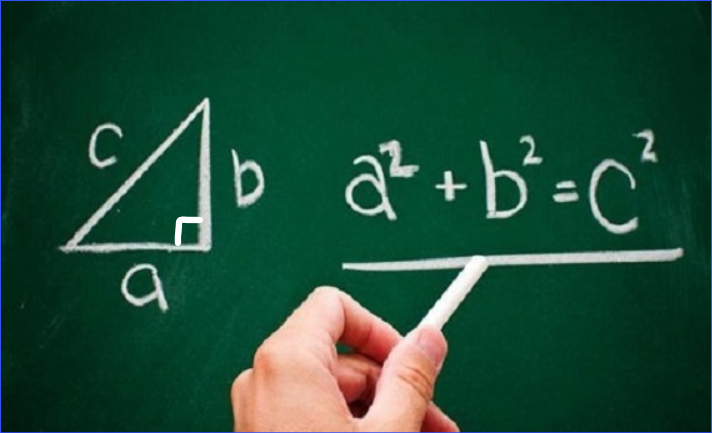 c
b
a
a² + b² = c²